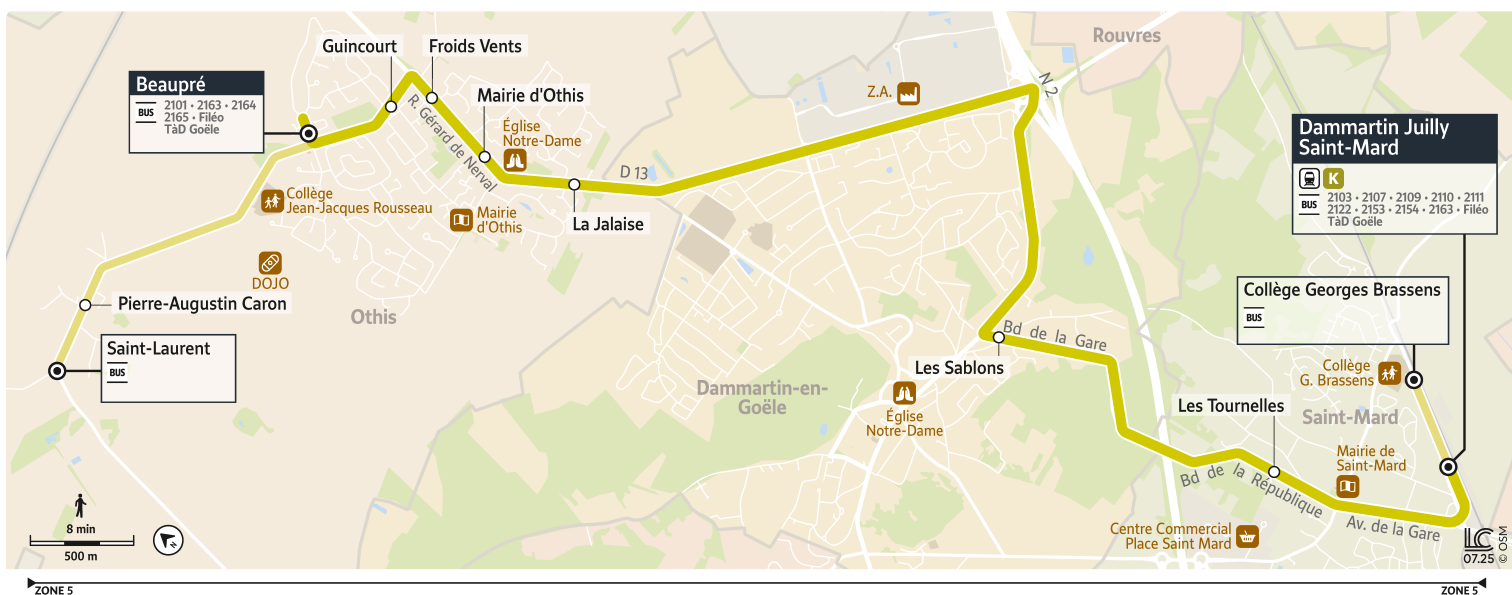 Guincourt
Froids Vents
Beaupré
BUS
2101 • 2163 • 2164
2165 • Filéo
TàD Goële
Mairie d'Othis
Église
Notre-Dame
R. Gérard de Nerval
D 13
La Jalaise
Collège
Jean-Jacques Rousseau
Mairie
d'Othis
DOJO
Othis
Pierre-Augustin Caron
Saint-Laurent
BUS
Z.A.
N 2
Rouvres
Dammartin Juilly
Saint-Mard
K
BUS
2103 • 2107 • 2109 • 2110 • 2111
2122 • 2153 • 2154 • 2163 • Filéo
TàD Goële
Collège Georges Brassens
BUS
Bd de la Gare
Les Sablons
Dammartin-en-
Goële
Église
Notre-Dame
Collège
G. Brassens
Saint-Mard
Les Tournelles
Mairie de
Saint-Mard
Bd de la République
Av. de la Gare
Centre Commercial
Place Saint Mard
8 min
500 m
LC
07.25
© OSM
ZONE 5
ZONE 5